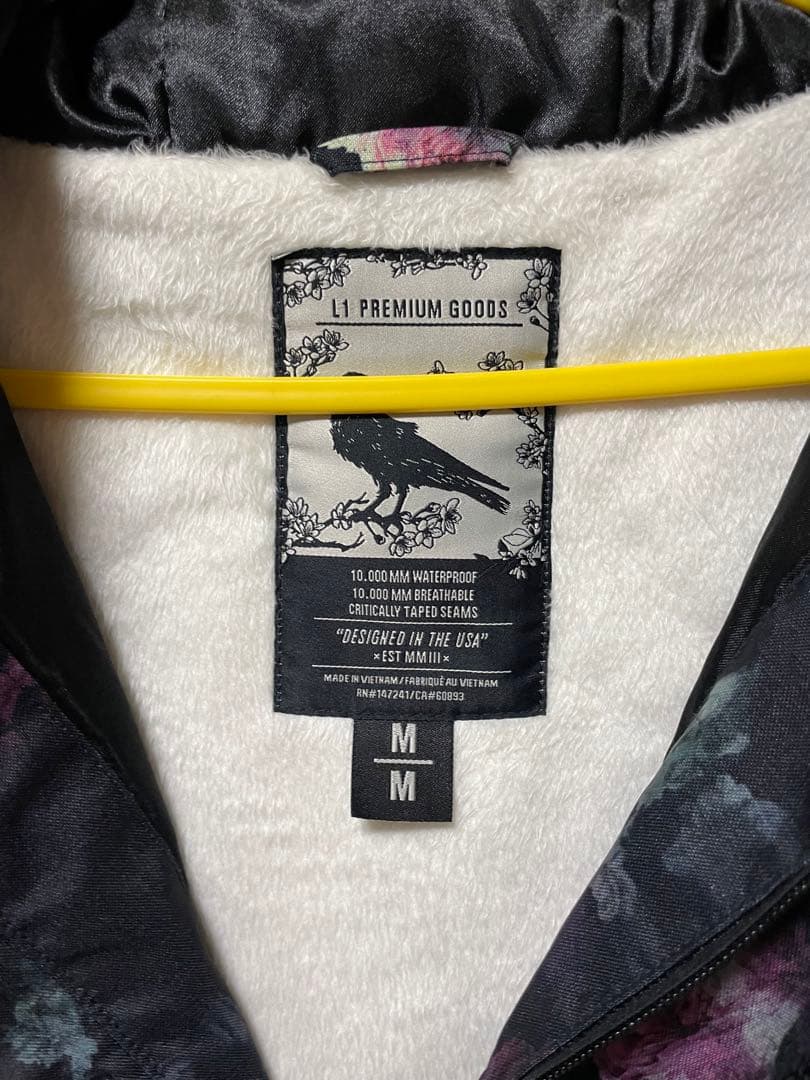 L1 PREMIUM GOODS
10.000 MM WATERPROOF
10.000 MM BREATHABLE
CRITICALLY TAPED SEAMS
"DESIGNED IN THE USA"
×EST MMIII×
MADE IN VIETNAM/FABRIQUÉ AU VIETNAM
RN#147241/CA#60893
M
M